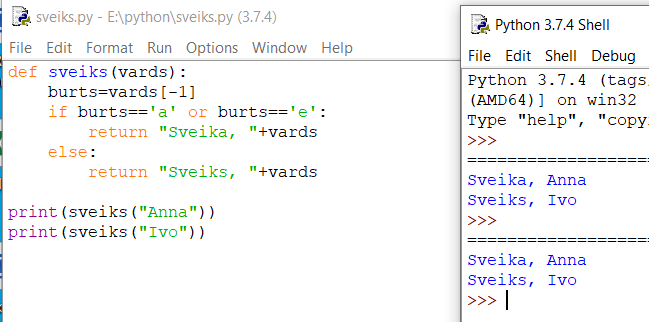 sveiks.py - E:\python\sveiks.py (3.7.4)
File Edit Format Run Options Window Help
def sveiks(vards):
    burts=vards[-1]
    if burts=='a' or burts=='e':
        return "Sveika, "+vards
    else:
        return "Sveiks, "+vards

print(sveiks("Anna"))
print(sveiks("Ivo"))
Python 3.7.4 Shell
File Edit Shell Debug
Python 3.7.4 (tags
(AMD64)] on win32
Type "help", "copy
>>>
====================
Sveika, Anna
Sveiks, Ivo
>>>
====================
Sveika, Anna
Sveiks, Ivo
>>>